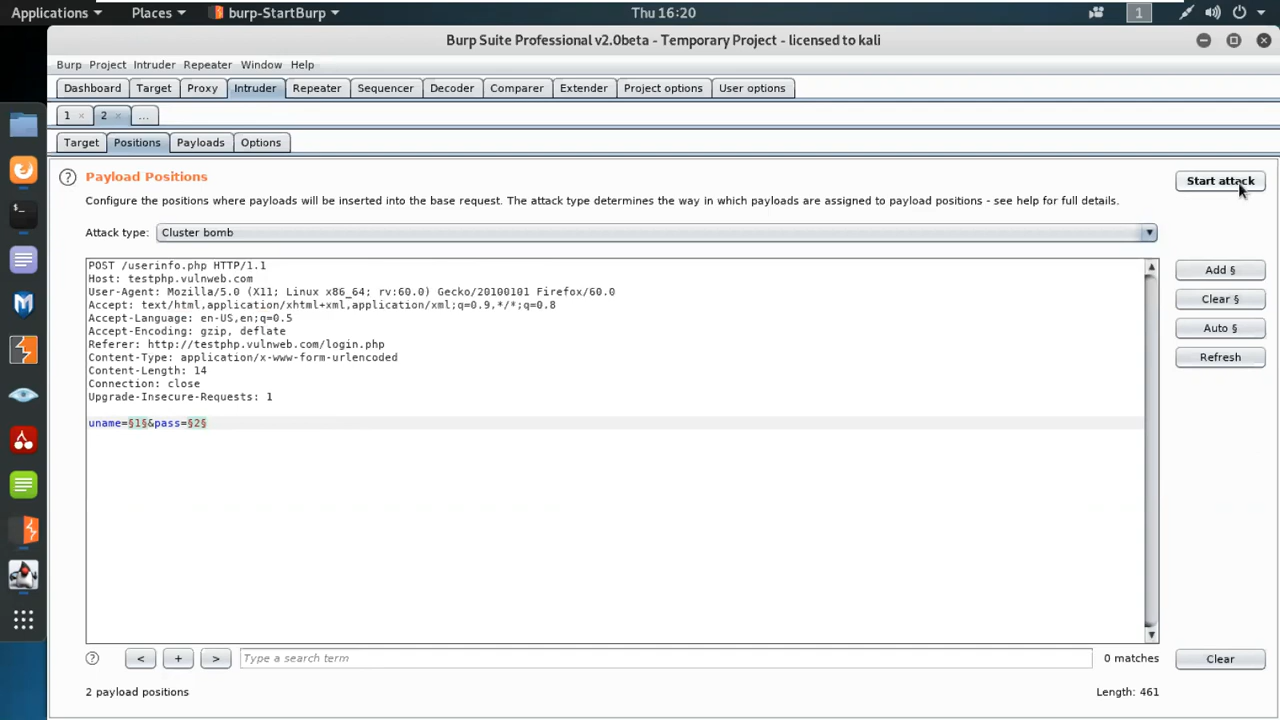 Applications Places burp-StartBurp Thu 16:20 1
Burp Suite Professional v2.0beta - Temporary Project - licensed to kali
Burp Project Intruder Repeater Window Help
Dashboard Target Proxy Intruder Repeater Sequencer Decoder Comparer Extender Project options User options
1 × 2 × ...
Target Positions Payloads Options
? Payload Positions Start attack
Configure the positions where payloads will be inserted into the base request. The attack type determines the way in which payloads are assigned to payload positions - see help for full details.
Attack type: Cluster bomb
POST /userinfo.php HTTP/1.1
Host: testphp.vulnweb.com
User-Agent: Mozilla/5.0 (X11; Linux x86_64; rv:60.0) Gecko/20100101 Firefox/60.0
Accept: text/html,application/xhtml+xml,application/xml;q=0.9,*/*;q=0.8
Accept-Language: en-US,en;q=0.5
Accept-Encoding: gzip, deflate
Referer: http://testphp.vulnweb.com/login.php
Content-Type: application/x-www-form-urlencoded
Content-Length: 14
Connection: close
Upgrade-Insecure-Requests: 1
uname=§1§&pass=§2§
Add §
Clear §
Auto §
Refresh
? < + > Type a search term 0 matches Clear
2 payload positions Length: 461